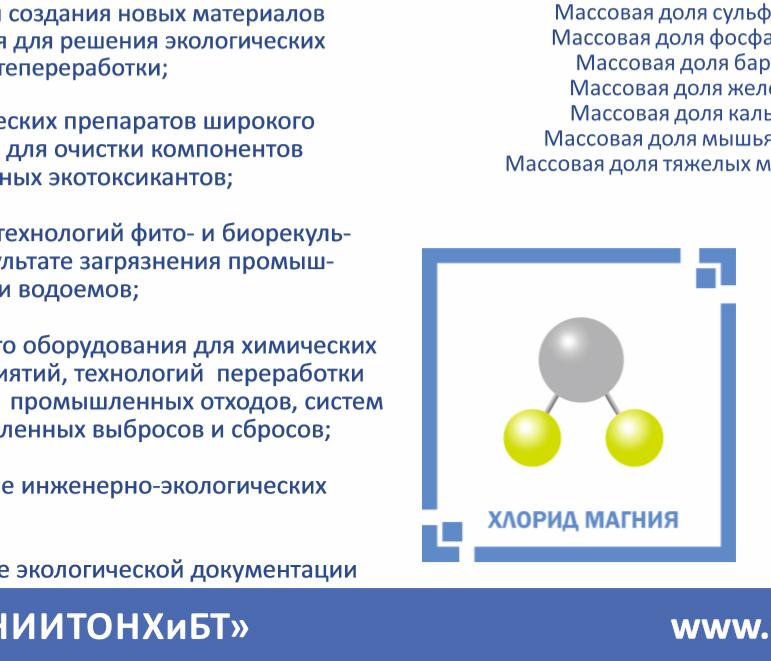 создания новых материалов
я для решения экологических
тепереработки;
еских препаратов широкого
для очистки компонентов
ных экотоксикантов;
технологий фито- и биорекуль-
ультате загрязнения промыш-
и водоемов;
го оборудования для химических
иятий, технологий переработки
промышленных отходов, систем
ленных выбросов и сбросов;
е инженерно-экологических
е экологической документации
Массовая доля сульф
Массовая доля фосфа
Массовая доля бар
Массовая доля желе
Массовая доля каль
Массовая доля мышья
Массовая доля тяжелых м
ХЛОРИД МАГНИЯ
НИИТОНХиБТ»
www.